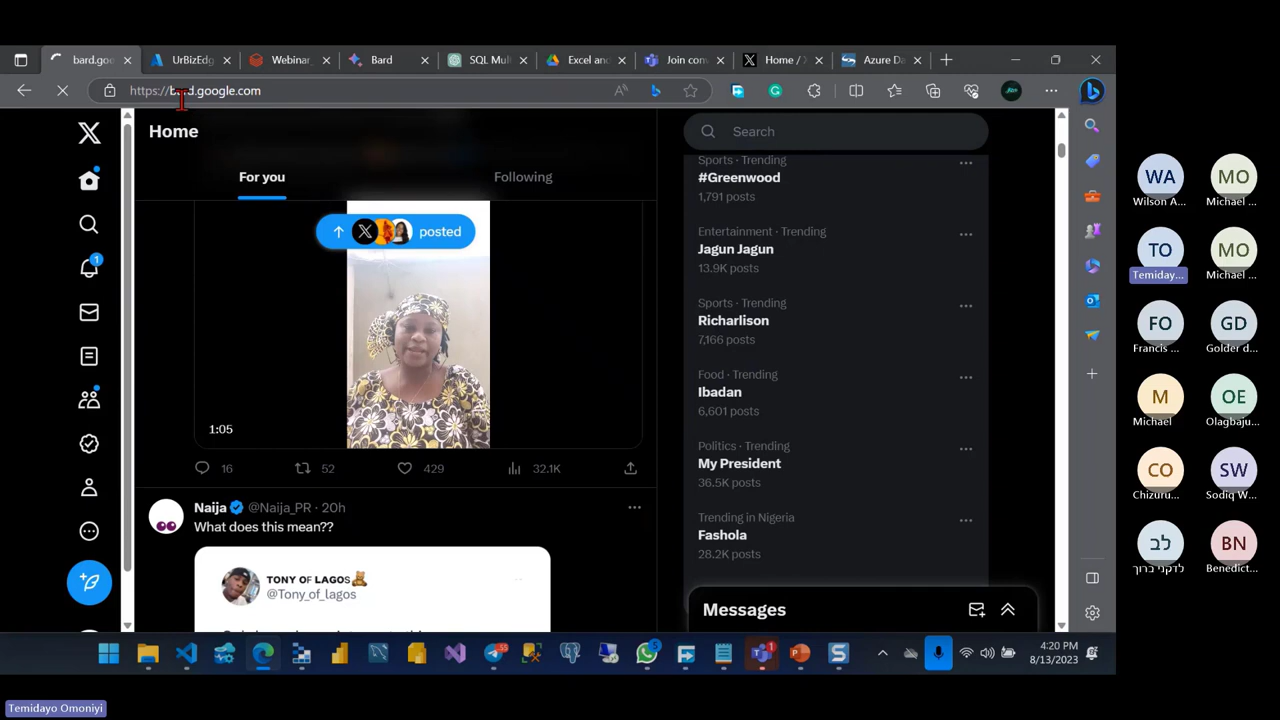 bard.goo
UrBizEdg
Webinar_
Bard
SQL Mul
Excel and
Join con
Home / X
Azure Da
https://bard.google.com
Home
For you
Following
posted
1:05
16
52
429
32.1K
Naija @Naija_PR · 20h
What does this mean??
TONY OF LAGOS
@Tony_of_lagos
Search
Sports · Trending
#Greenwood
1,791 posts
Entertainment · Trending
Jagun Jagun
13.9K posts
Sports · Trending
Richarlison
7,166 posts
Food · Trending
Ibadan
6,601 posts
Politics · Trending
My President
36.5K posts
Trending in Nigeria
Fashola
28.2K posts
Messages
WA
Wilson A...
MO
Michael ...
TO
Temiday...
MO
Michael ...
FO
Francis ...
GD
Golder d...
M
Michael
OE
Olagbaju...
CO
Chizuru...
SW
Sodiq W...
לב
לדקני ברוך
BN
Benedict...
4:20 PM
8/13/2023
Temidayo Omoniyi